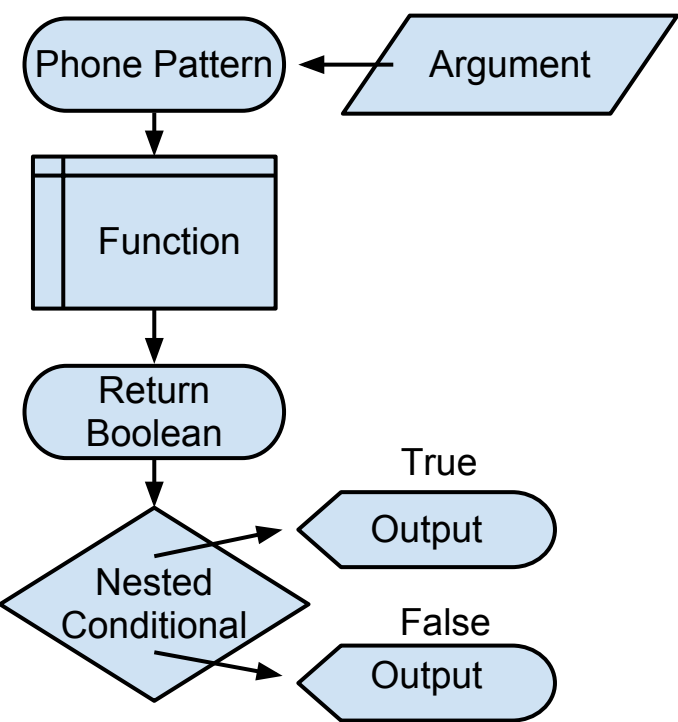 Phone Pattern
Argument
Function
Return
Boolean
True
Output
Nested
Conditional
False
Output